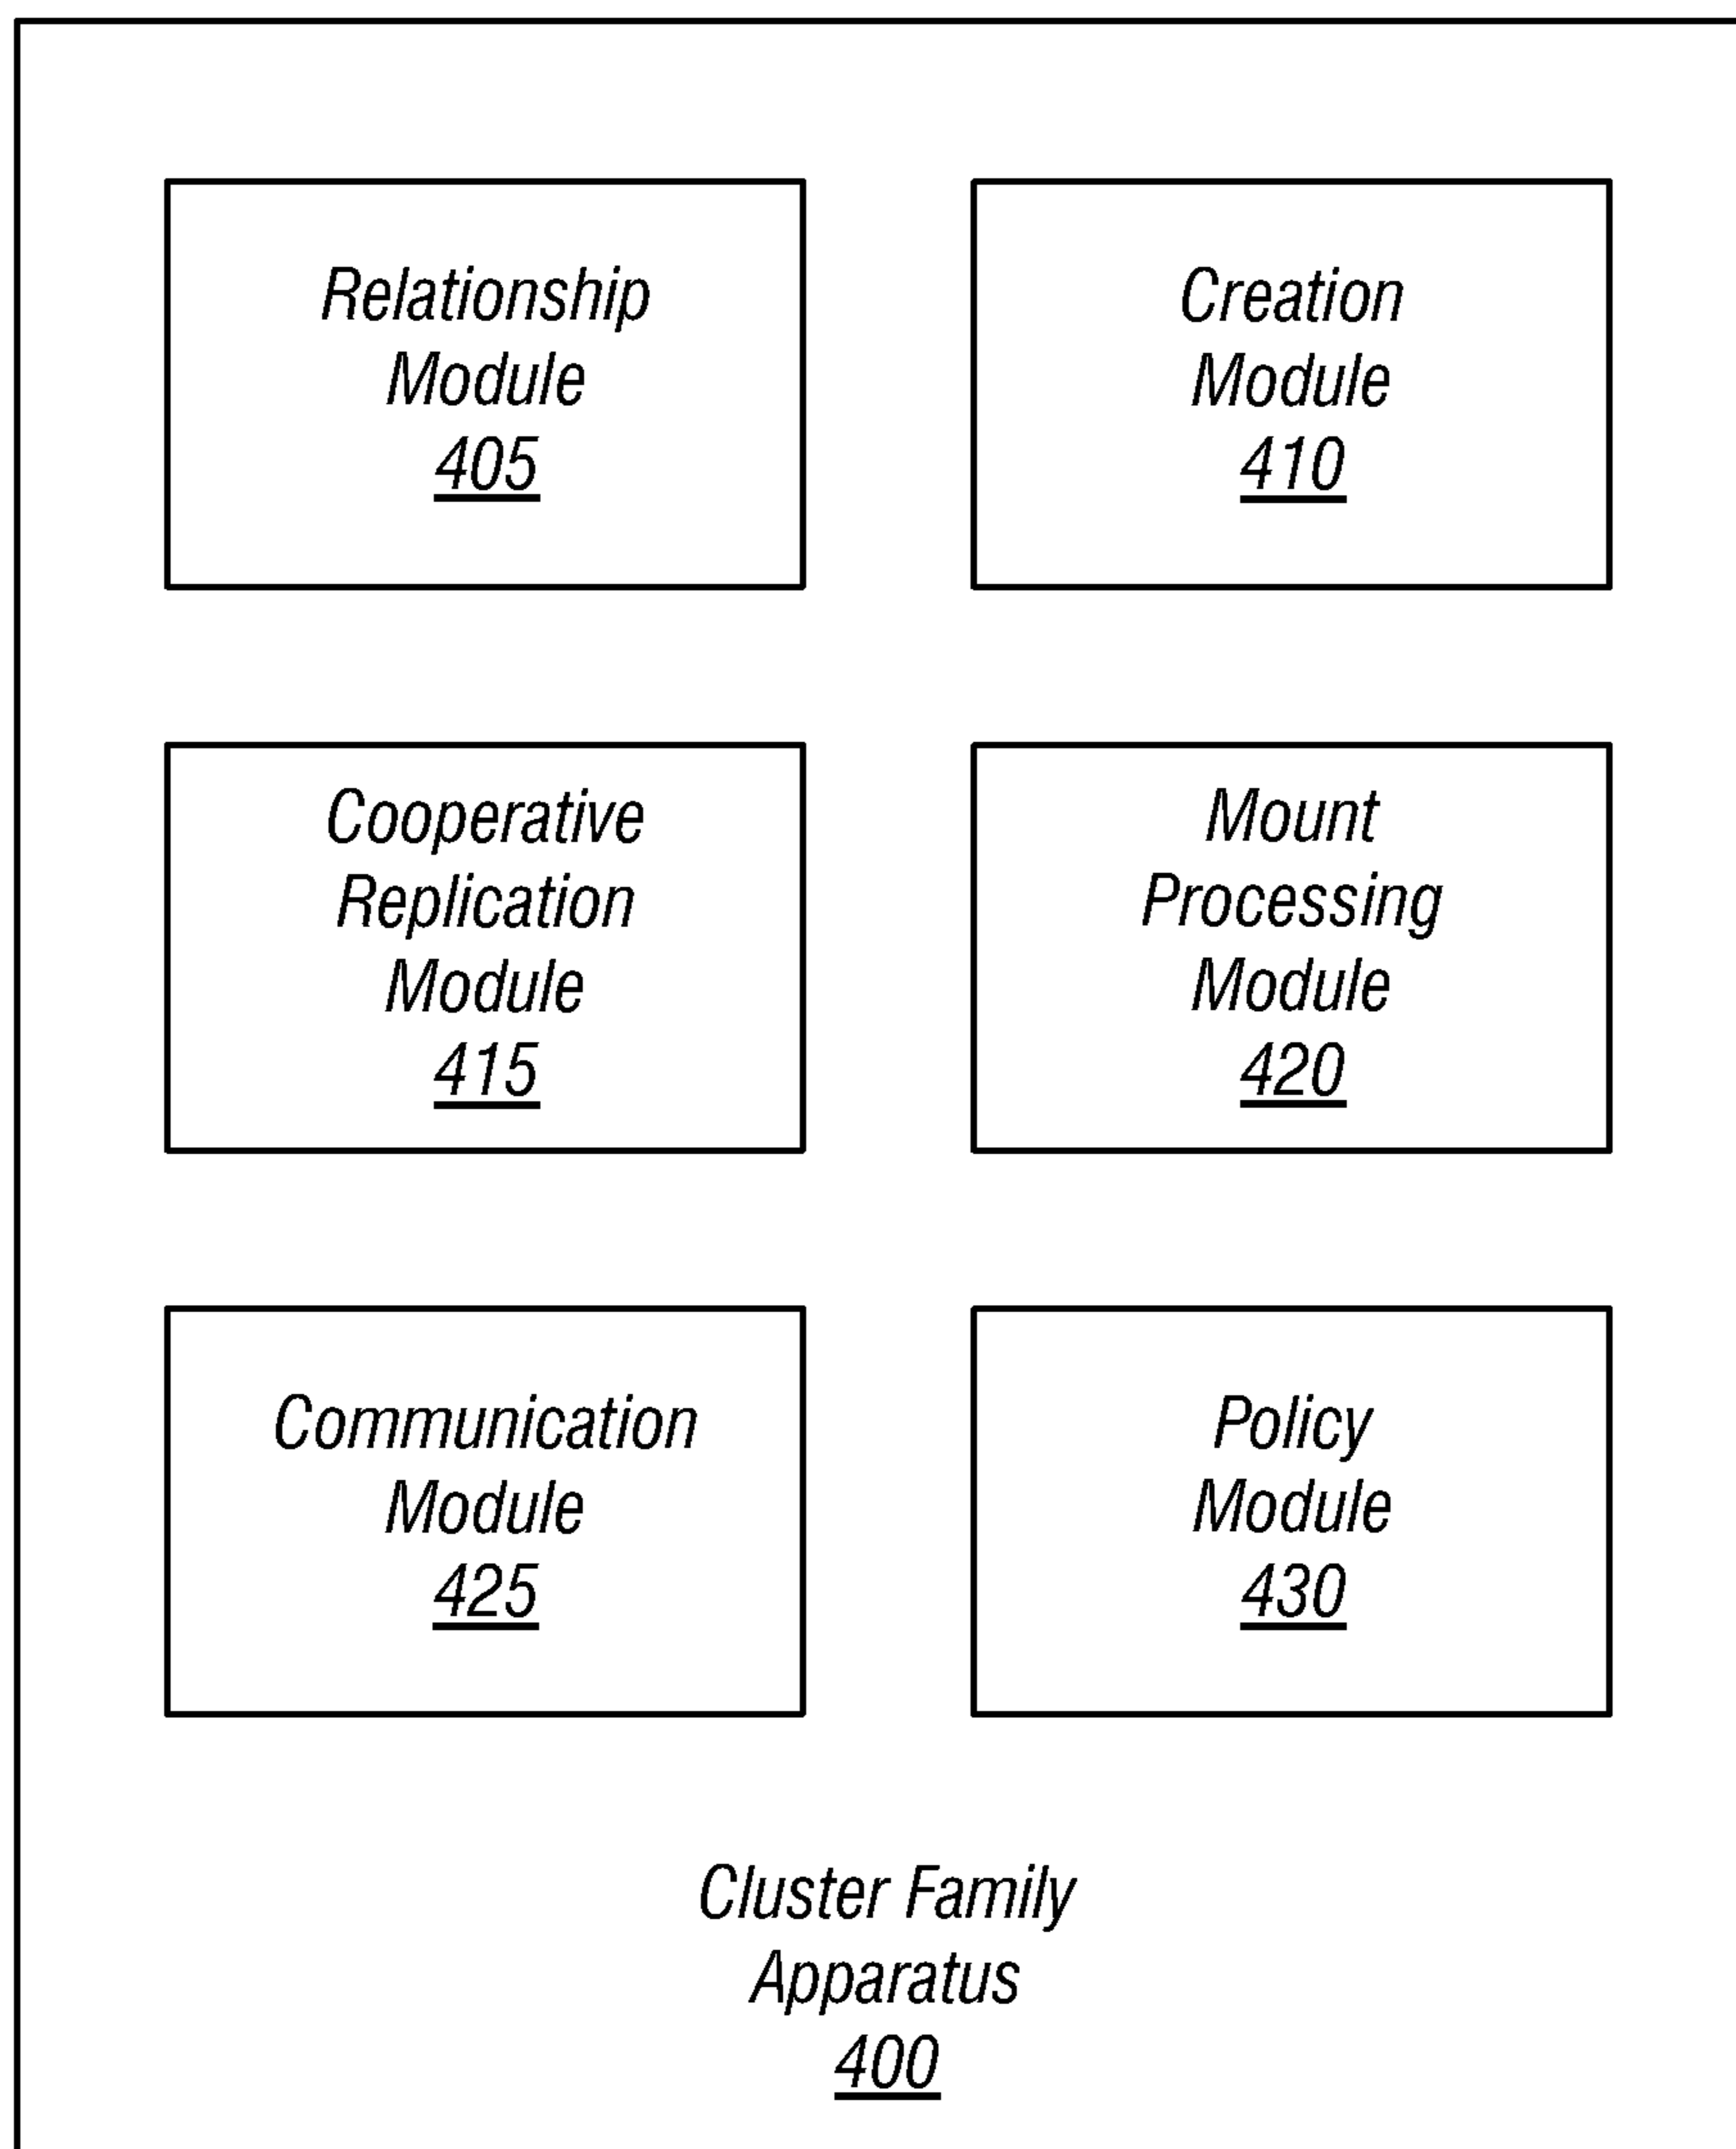 Relationship
Module
405
Creation
Module
410
Cooperative
Replication
Module
415
Mount
Processing
Module
420
Communication
Module
425
Policy
Module
430
Cluster Family
Apparatus
400